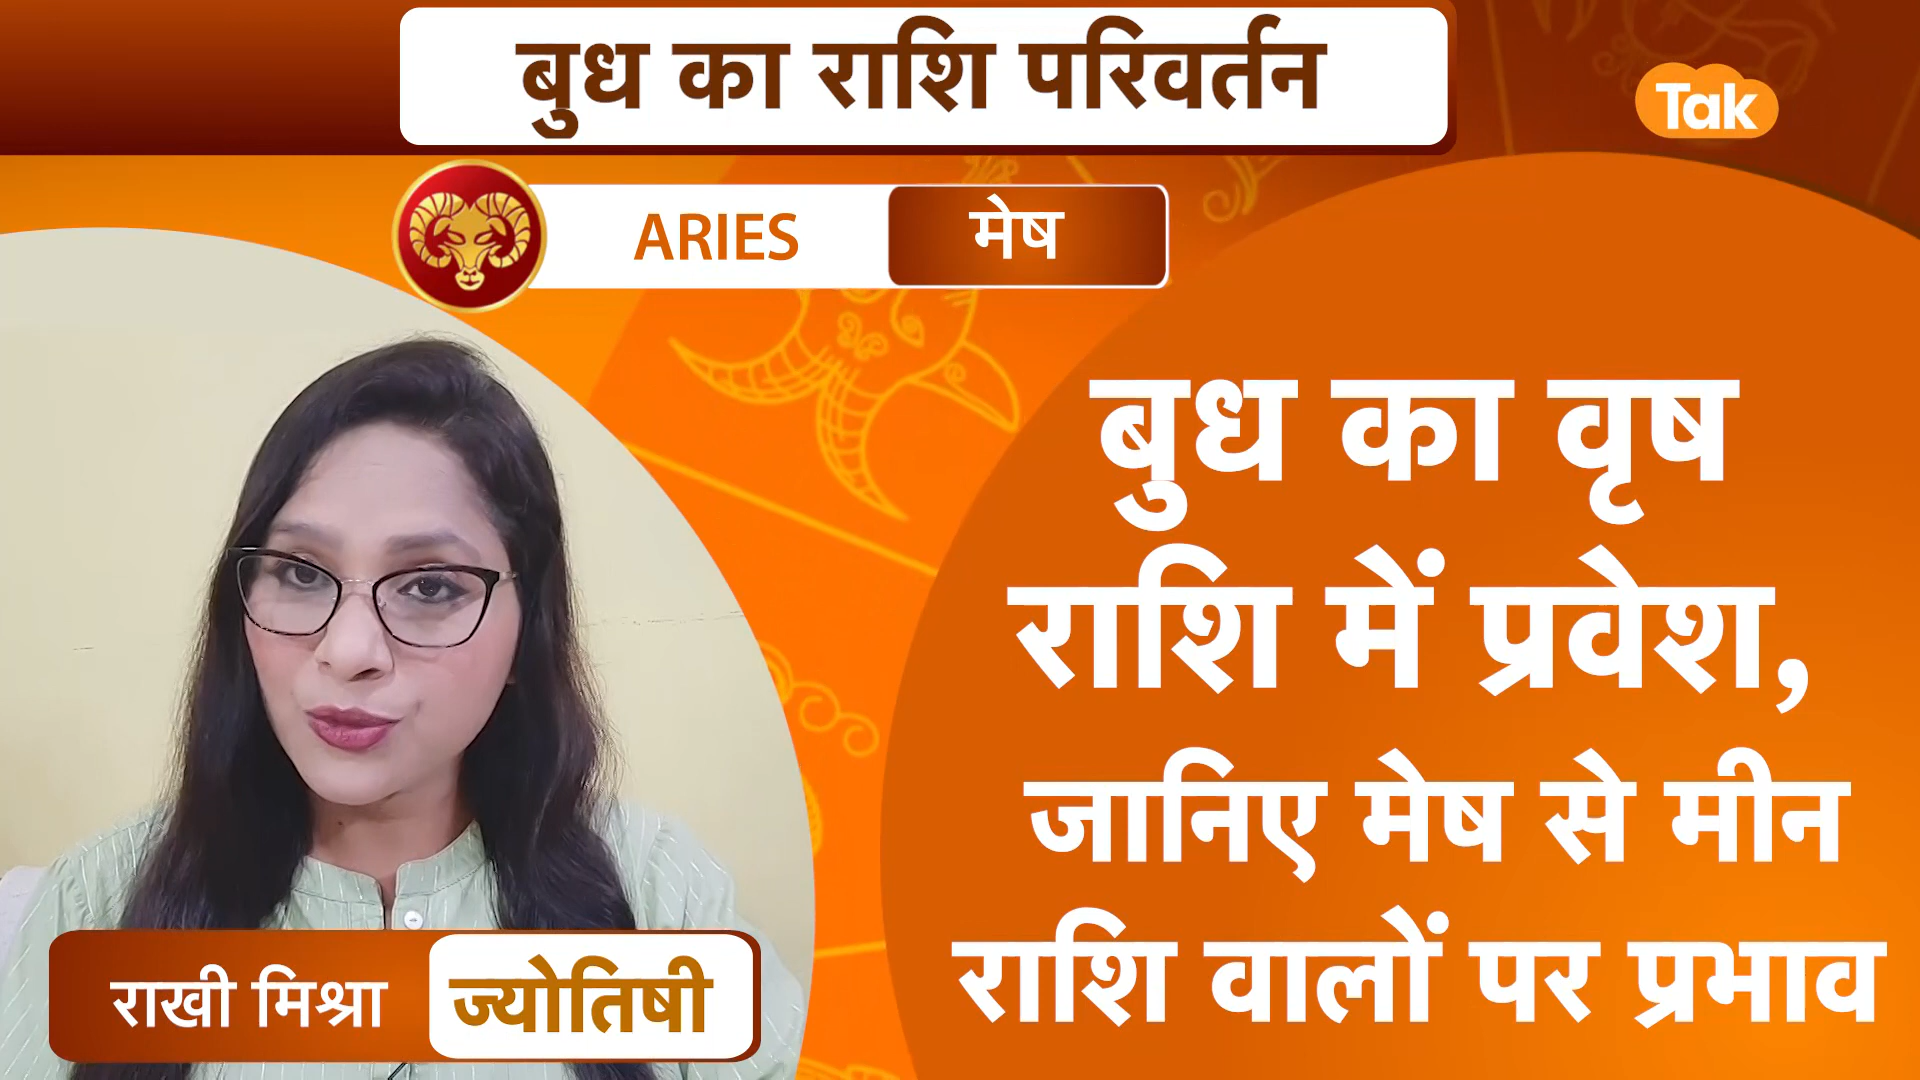 बुध का राशि परिवर्तन
Tak
ARIES मेष
बुध का वृष
राशि में प्रवेश,
जानिए मेष से मीन
राशि वालों पर प्रभाव
राखी मिश्रा ज्योतिषी